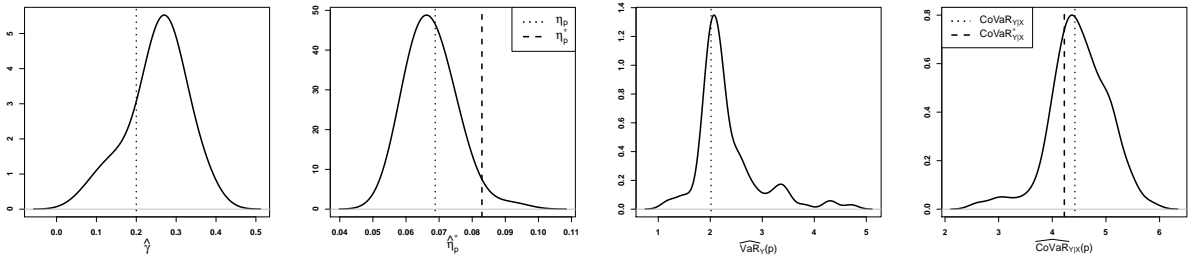 0 1 2 3 4 5
0.0 0.1 0.2 0.3 0.4 0.5
γ̂
0 10 20 30 40 50
0.04 0.05 0.06 0.07 0.08 0.09 0.10 0.11
η̂*p
ηp
η*p
0.0 0.2 0.4 0.6 0.8 1.0 1.2 1.4
1 2 3 4 5
VaR̂Y(p)
0.0 0.2 0.4 0.6 0.8
2 3 4 5 6
CoVaR̂Y|X(p)
CoVaRY|X
CoVaR*Y|X